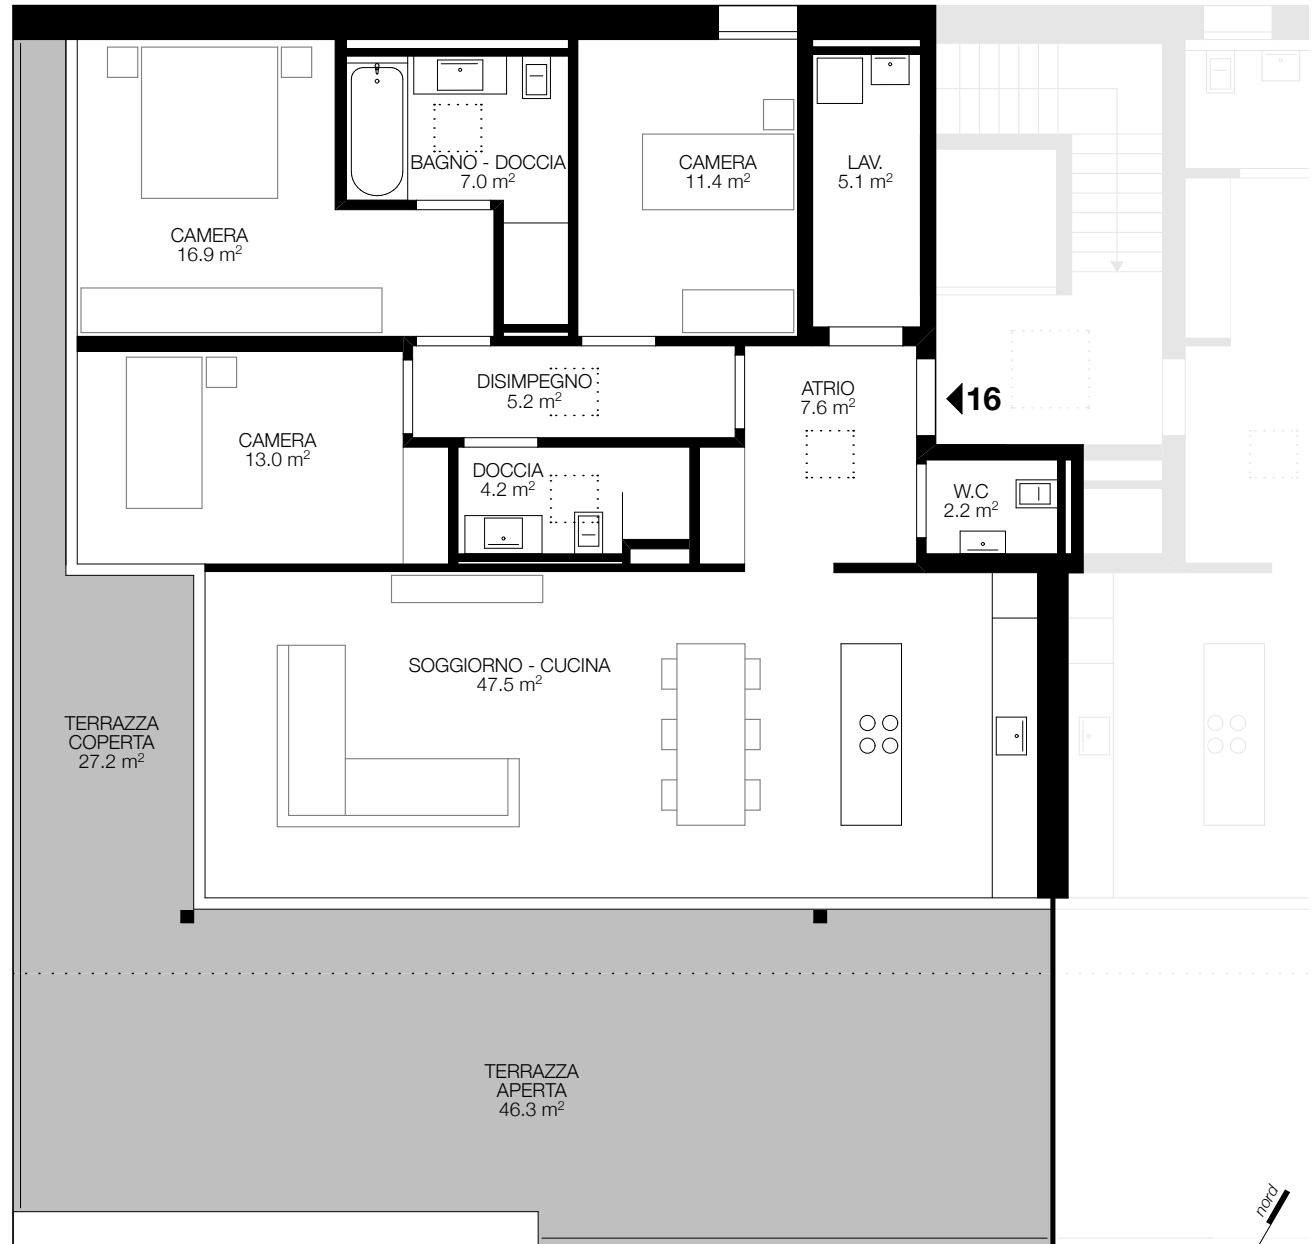 BAGNO - DOCCIA
7.0 m²
CAMERA
11.4 m²
LAV.
5.1 m²
CAMERA
16.9 m²
DISIMPEGNO
5.2 m²
ATRIO
7.6 m²
16
CAMERA
13.0 m²
DOCCIA
4.2 m²
W.C
2.2 m²
SOGGIORNO - CUCINA
47.5 m²
TERRAZZA
COPERTA
27.2 m²
TERRAZZA
APERTA
46.3 m²
nord